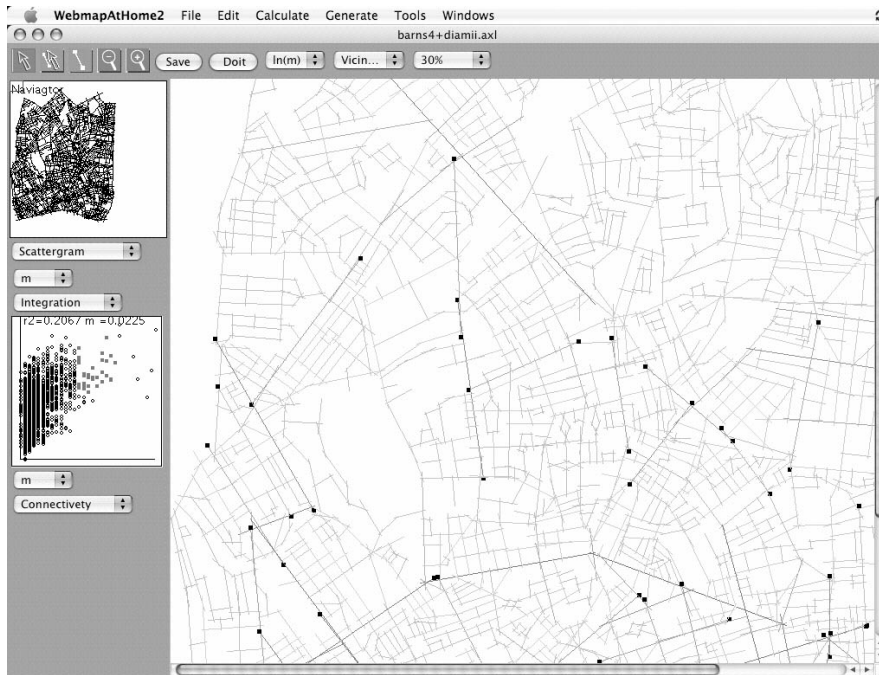 WebmapAtHome2 File Edit Calculate Generate Tools Windows
barns4+diamii.axl
Save Doit ln(m) Vicin... 30%
Naviagtor
Scattergram
m
Integration
r2=0.2067 m =0.0225
m
Connectivety